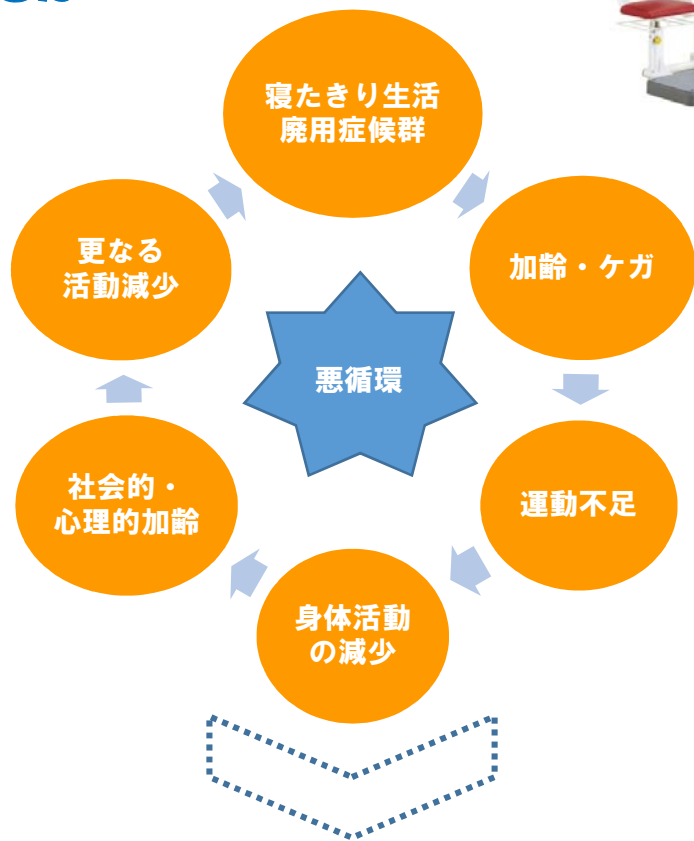 寝たきり生活
廃用症候群
加齢・ケガ
運動不足
身体活動
の減少
社会的・
心理的加齢
更なる
活動減少
悪循環